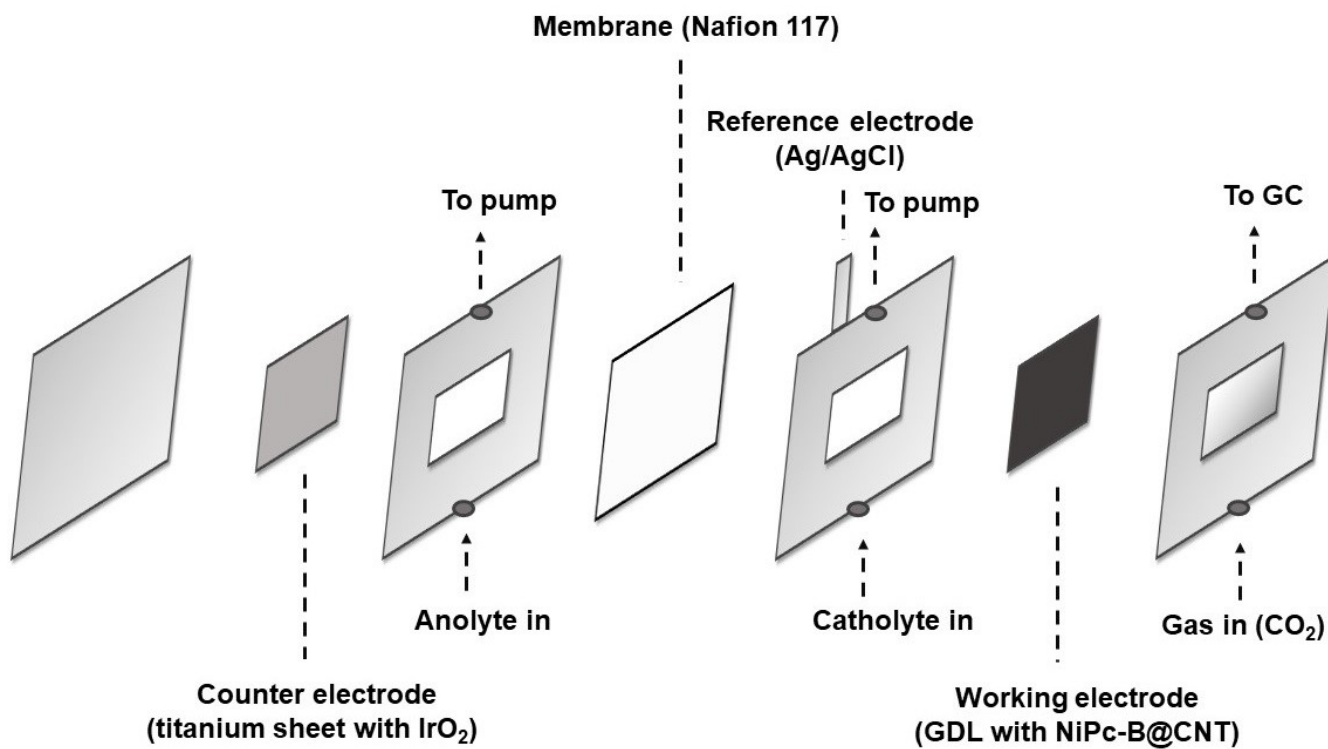 Membrane (Nafion 117)
Reference electrode
(Ag/AgCl)
To pump
To pump
To GC
Anolyte in
Catholyte in
Gas in (CO₂)
Counter electrode
(titanium sheet with IrO₂)
Working electrode
(GDL with NiPc-B@CNT)